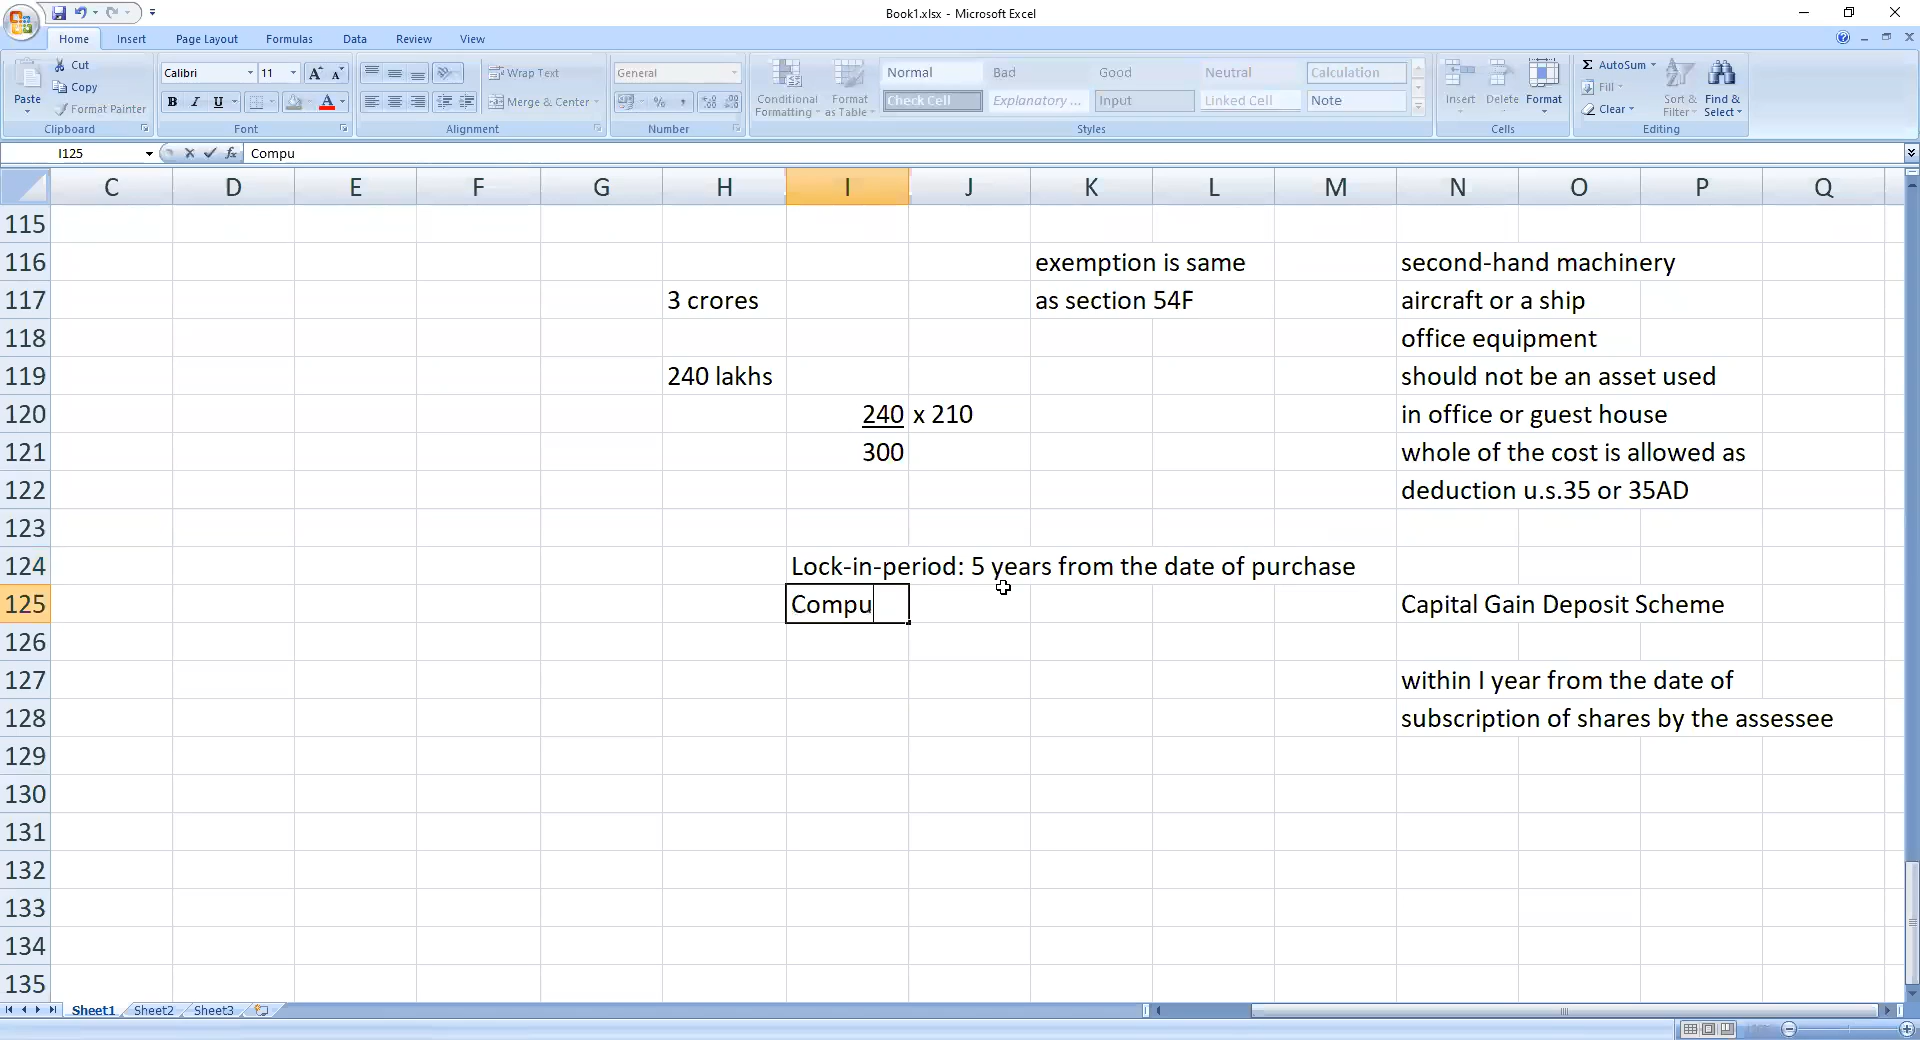 Book1.xlsx - Microsoft Excel
Home Insert Page Layout Formulas Data Review View
Paste
Cut
Copy
Format Painter
Clipboard
Calibri 11
B I U
Font
Wrap Text
Merge & Center
Alignment
General
% ,
Number
Conditional Formatting
Format as Table
Normal Bad Good Neutral Calculation
Check Cell Explanatory ... Input Linked Cell Note
Styles
Insert Delete Format
Cells
Σ AutoSum
Fill
Clear
Sort & Filter
Find & Select
Editing
I125 fx Compu
C D E F G H I J K L M N O P Q
115
116 exemption is same second-hand machinery
117 3 crores as section 54F aircraft or a ship
118 office equipment
119 240 lakhs should not be an asset used
120 240 x 210 in office or guest house
121 300 whole of the cost is allowed as
122 deduction u.s.35 or 35AD
123
124 Lock-in-period: 5 years from the date of purchase
125 Compu Capital Gain Deposit Scheme
126
127 within I year from the date of
128 subscription of shares by the assessee
129
130
131
132
133
134
135
Sheet1 Sheet2 Sheet3